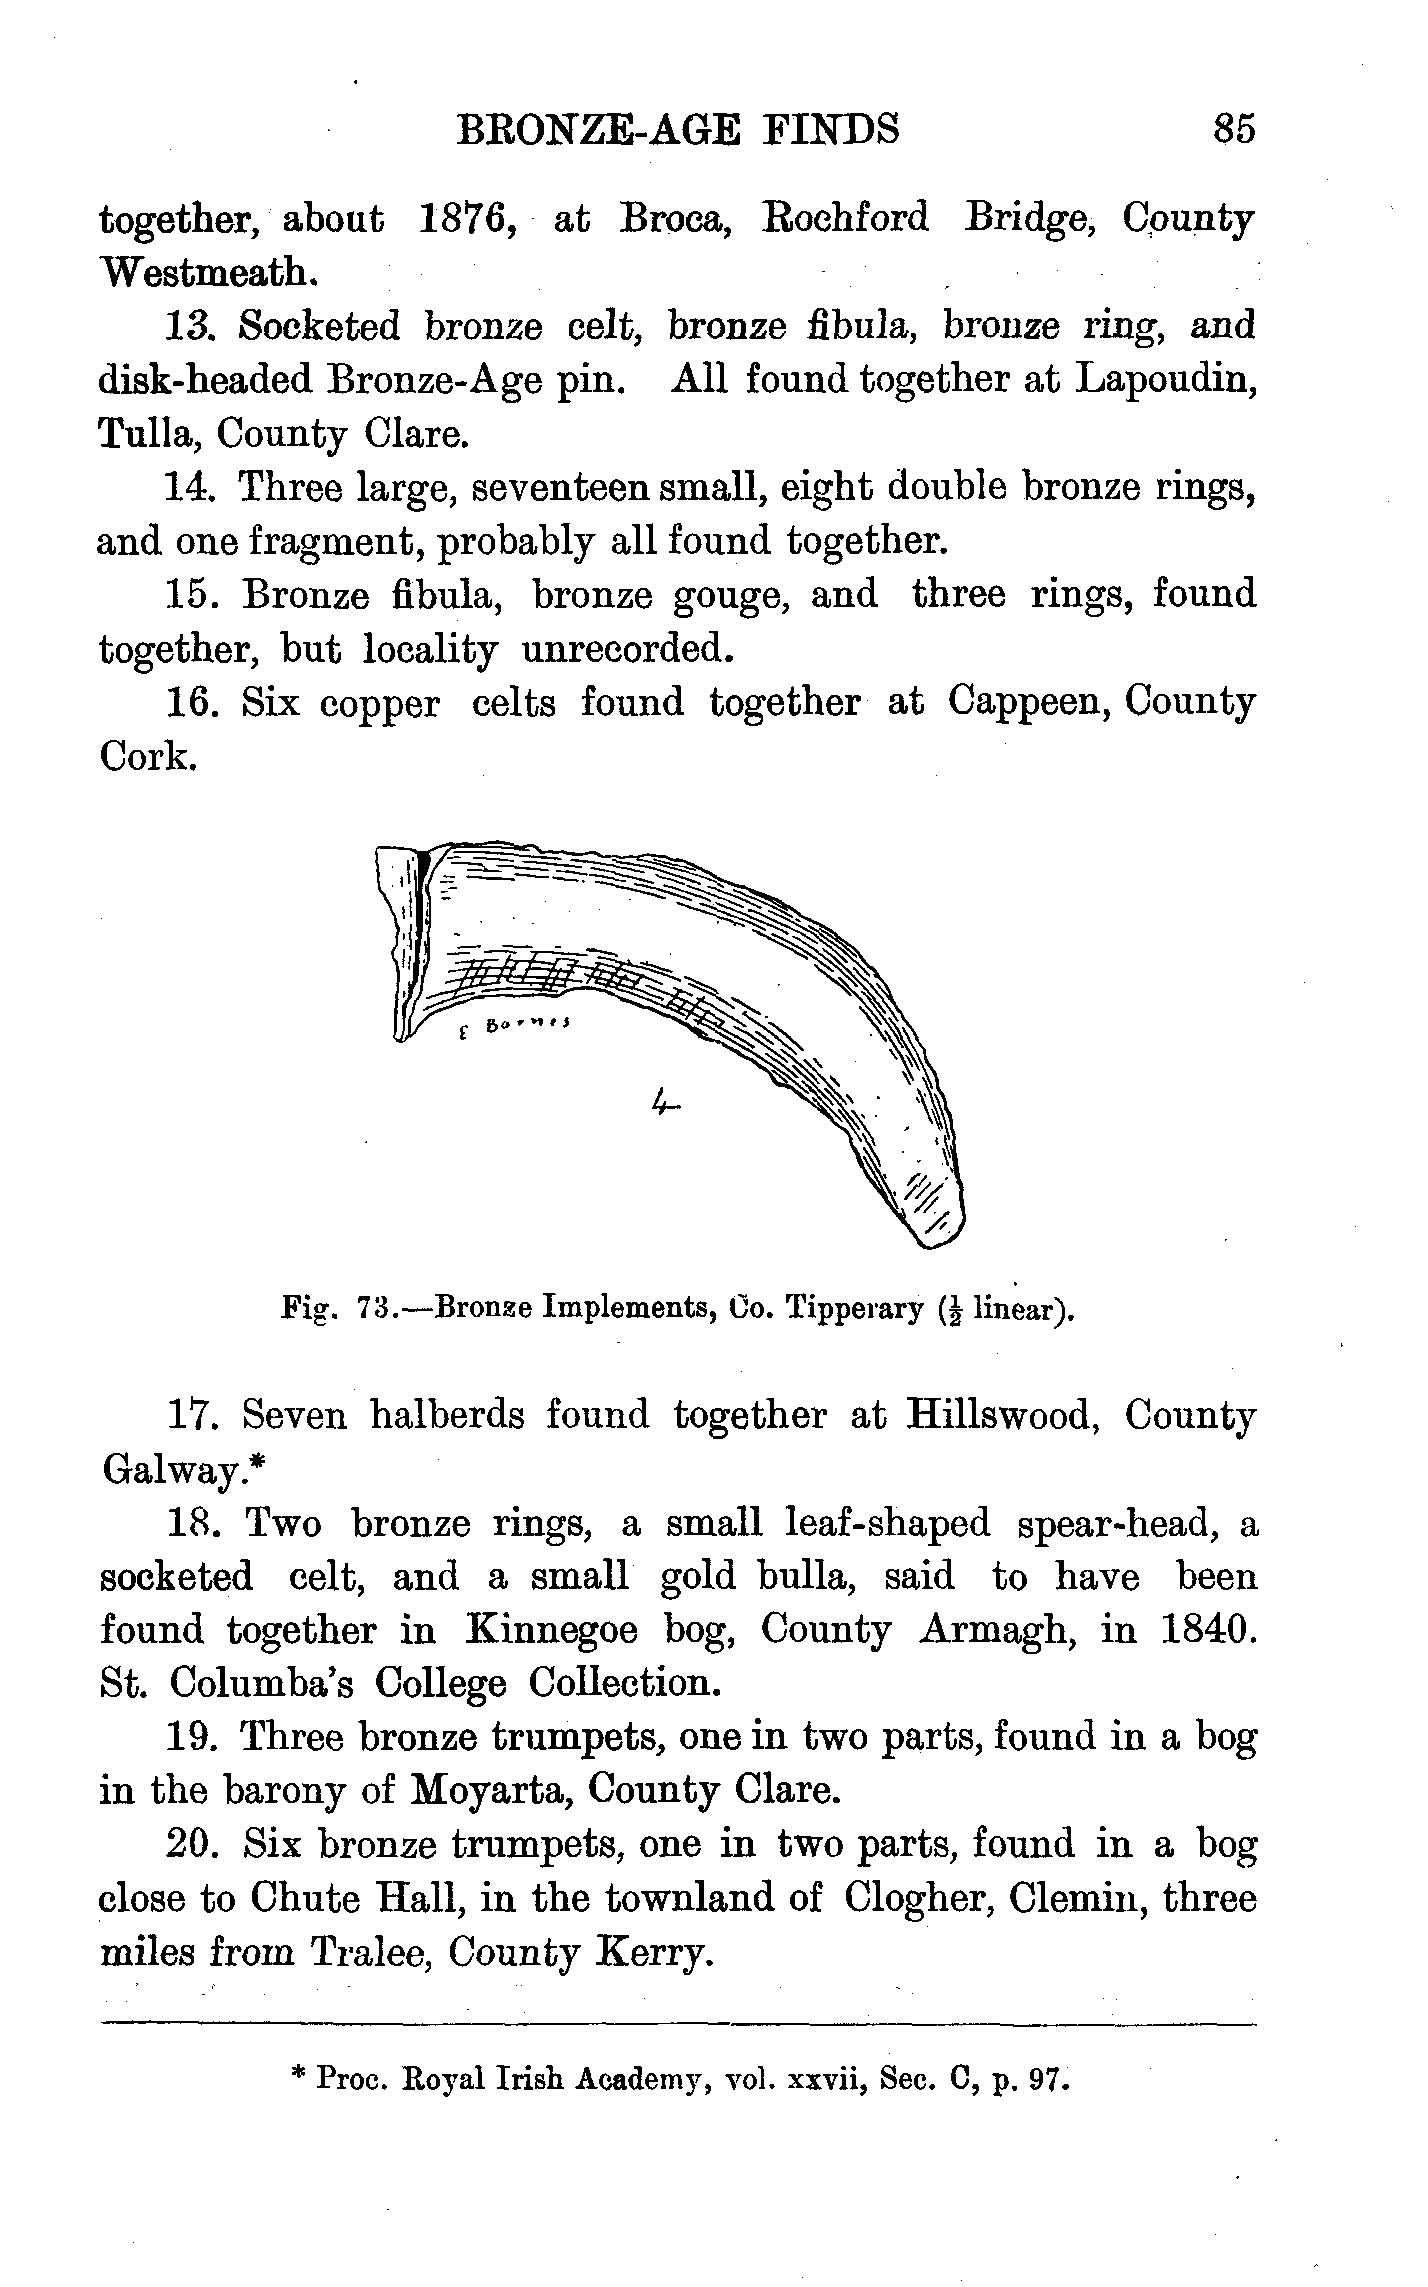 BRONZE-AGE FINDS 85
together, about 1876, at Broca, Rochford Bridge, County
Westmeath.
13. Socketed bronze celt, bronze fibula, bronze ring, and
disk-headed Bronze-Age pin. All found together at Lapoudin,
Tulla, County Clare.
14. Three large, seventeen small, eight double bronze rings,
and one fragment, probably all found together.
15. Bronze fibula, bronze gouge, and three rings, found
together, but locality unrecorded.
16. Six copper celts found together at Cappeen, County
Cork.
E Barnes
4
Fig. 73.—Bronze Implements, Co. Tipperary (½ linear).
17. Seven halberds found together at Hillswood, County
Galway.*
18. Two bronze rings, a small leaf-shaped spear-head, a
socketed celt, and a small gold bulla, said to have been
found together in Kinnegoe bog, County Armagh, in 1840.
St. Columba's College Collection.
19. Three bronze trumpets, one in two parts, found in a bog
in the barony of Moyarta, County Clare.
20. Six bronze trumpets, one in two parts, found in a bog
close to Chute Hall, in the townland of Clogher, Clemin, three
miles from Tralee, County Kerry.
* Proc. Royal Irish Academy, vol. xxvii, Sec. C, p. 97.